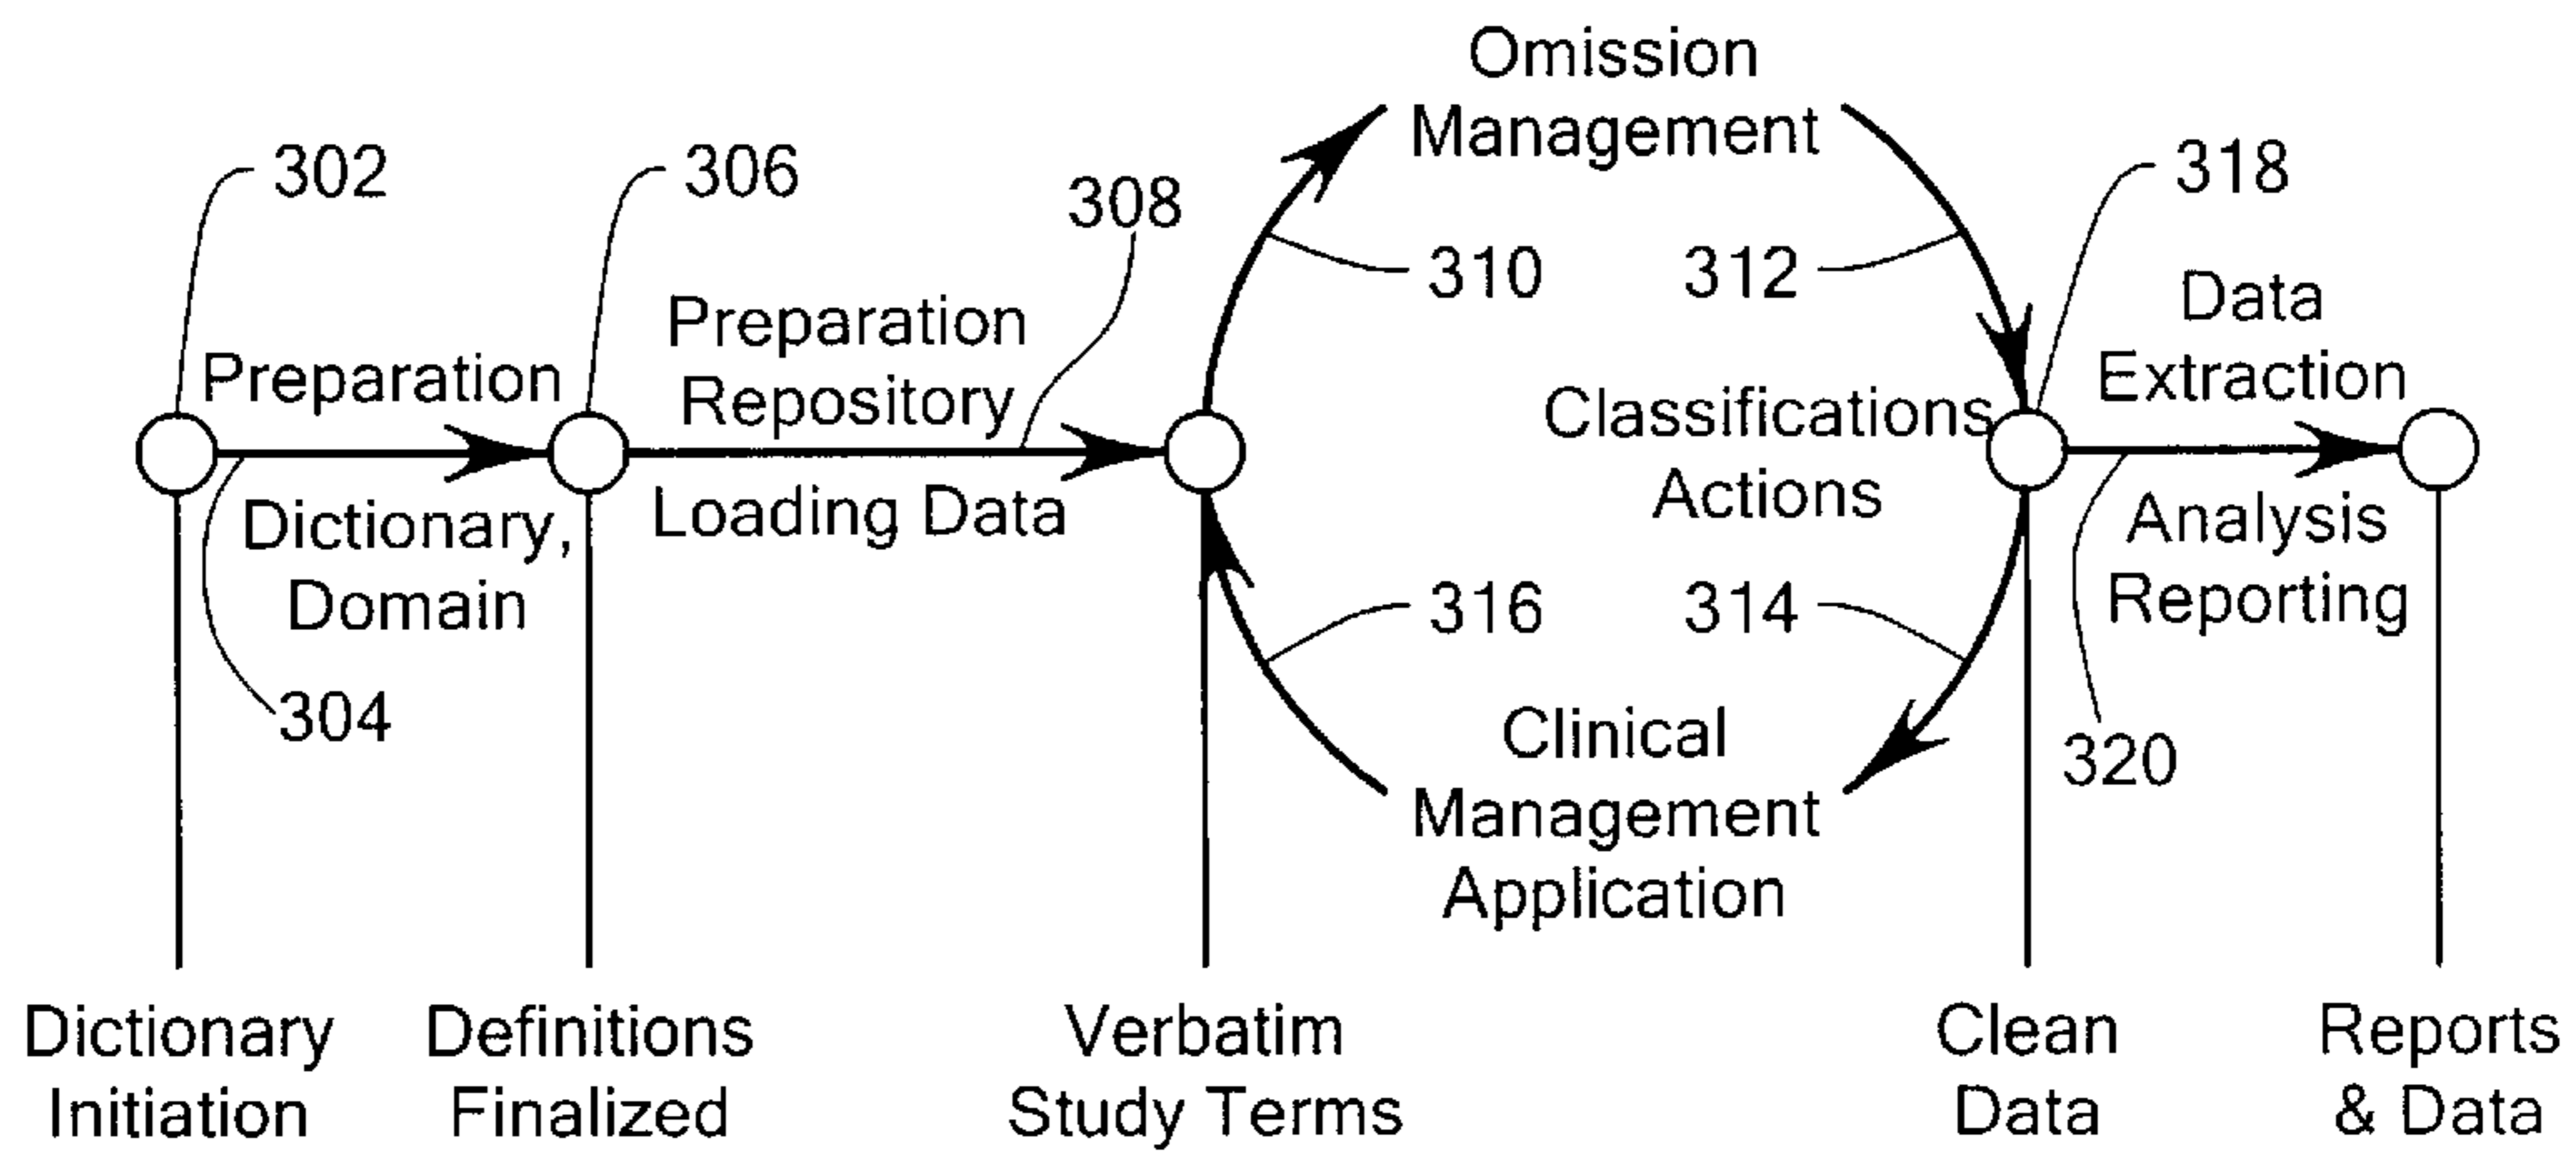 Omission
Management
302
306
308
318
310
312
Preparation
Preparation
Repository
Data
Extraction
Classifications
Actions
Dictionary,
Domain
Loading Data
Analysis
Reporting
304
316
314
320
Clinical
Management
Application
Dictionary
Initiation
Definitions
Finalized
Verbatim
Study Terms
Clean
Data
Reports
& Data